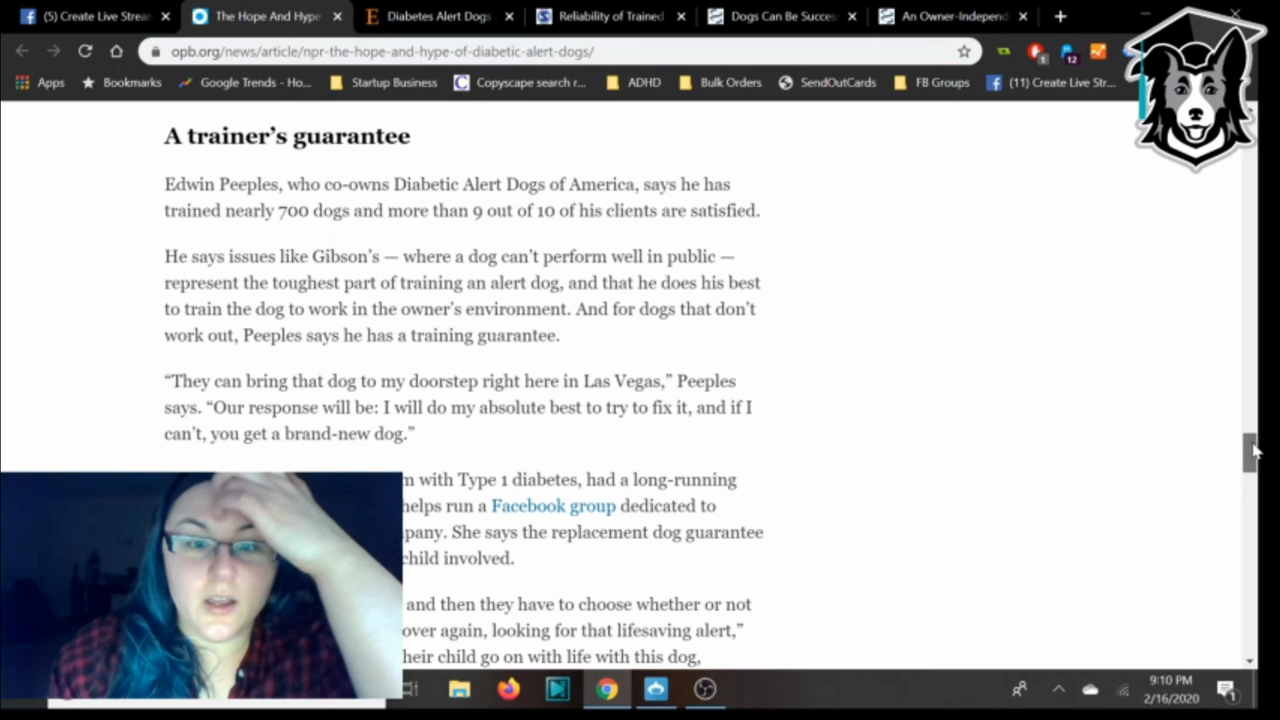 (5) Create Live Strea
The Hope And Hype
Diabetes Alert Dogs
Reliability of Trained
Dogs Can Be Succes
An Owner-Independ
opb.org/news/article/npr-the-hope-and-hype-of-diabetic-alert-dogs/
1
12
Apps
Bookmarks
Google Trends - Ho...
Startup Business
Copyscape search r...
ADHD
Bulk Orders
SendOutCards
FB Groups
(11) Create Live Str...
A trainer’s guarantee
Edwin Peeples, who co-owns Diabetic Alert Dogs of America, says he has
trained nearly 700 dogs and more than 9 out of 10 of his clients are satisfied.
He says issues like Gibson’s — where a dog can’t perform well in public —
represent the toughest part of training an alert dog, and that he does his best
to train the dog to work in the owner’s environment. And for dogs that don’t
work out, Peeples says he has a training guarantee.
“They can bring that dog to my doorstep right here in Las Vegas,” Peeples
says. “Our response will be: I will do my absolute best to try to fix it, and if I
can’t, you get a brand-new dog.”
m with Type 1 diabetes, had a long-running
helps run a Facebook group dedicated to
pany. She says the replacement dog guarantee
child involved.
and then they have to choose whether or not
over again, looking for that lifesaving alert,”
heir child go on with life with this dog,
9:10 PM
2/16/2020
1